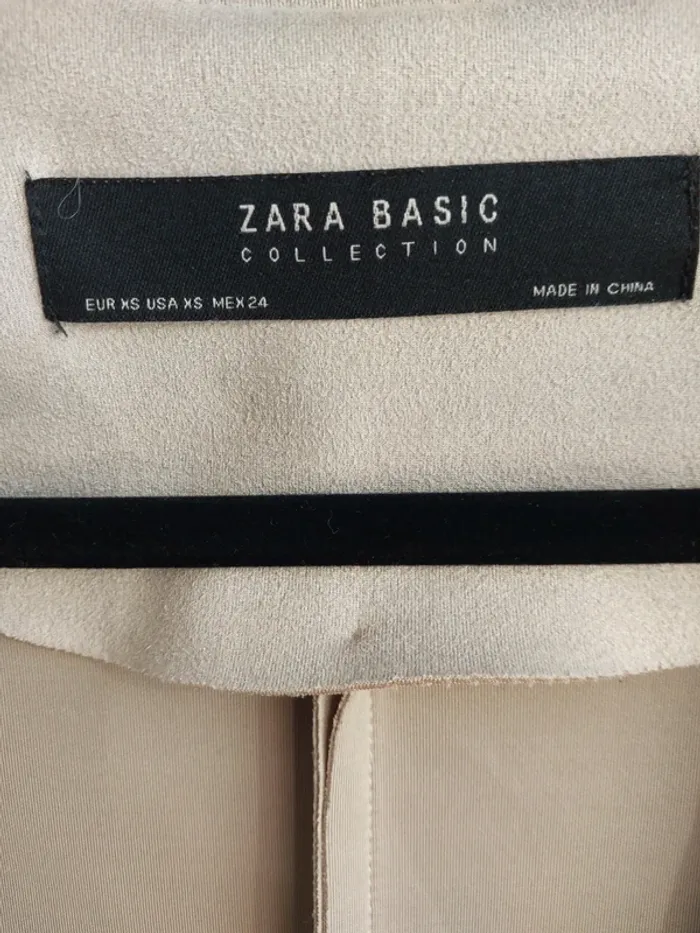 ZARA BASIC
COLLECTION
EUR XS USA XS MEX 24
MADE IN CHINA